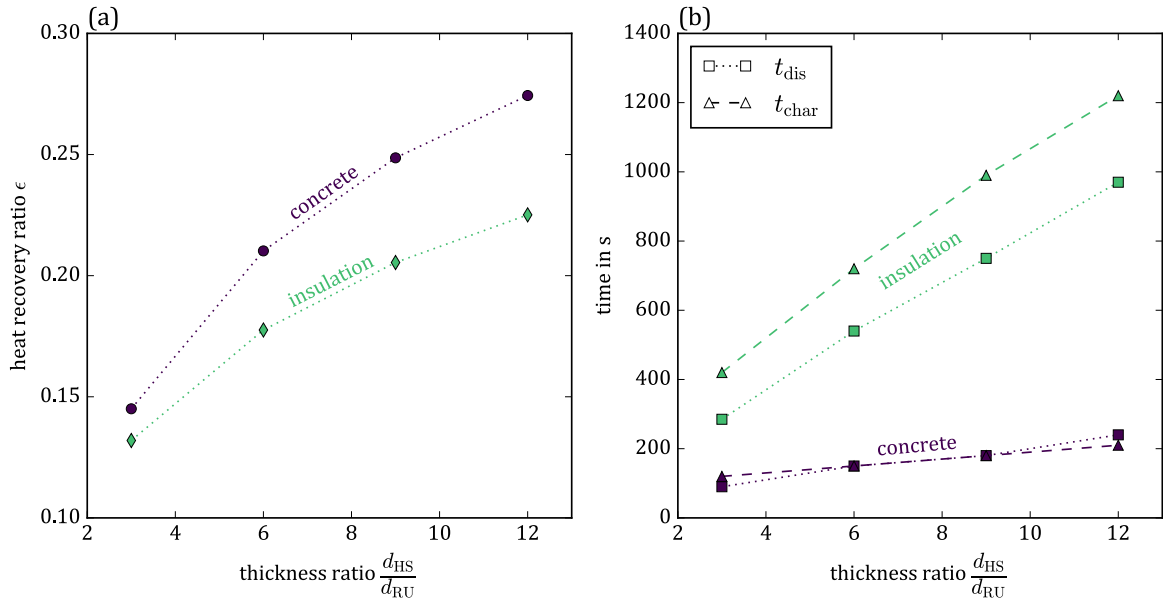 (a)
0.30
0.25
0.20
0.15
0.10
heat recovery ratio ϵ
concrete
insulation
2 4 6 8 10 12
thickness ratio d_HS/d_RU
(b)
1400
1200
1000
800
600
400
200
0
time in s
t_dis
t_char
insulation
concrete
2 4 6 8 10 12
thickness ratio d_HS/d_RU